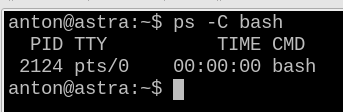 anton@astra:~$ ps -C bash
PID TTY TIME CMD
2124 pts/0 00:00:00 bash
anton@astra:~$